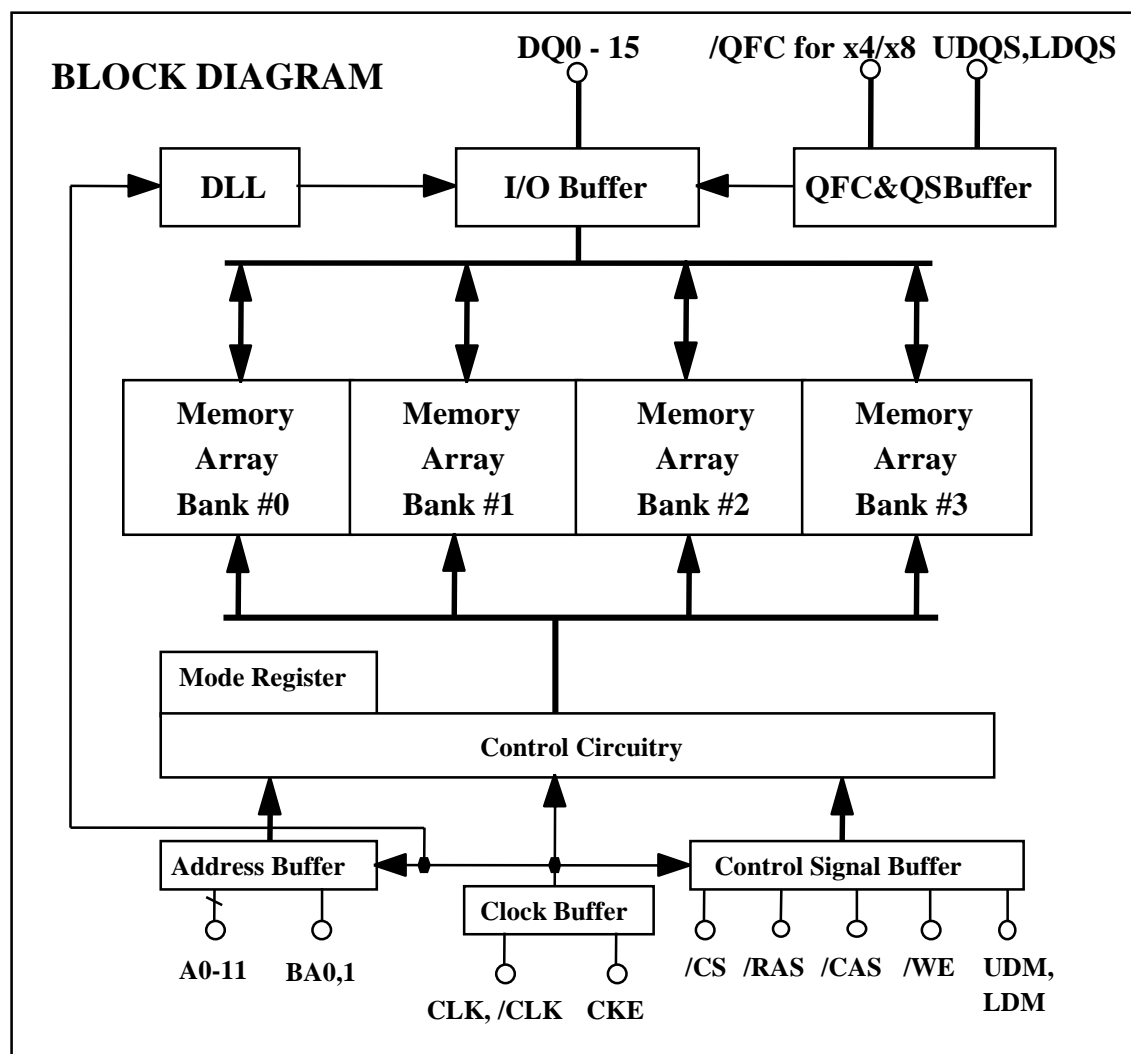 DQ0 - 15 /QFC for x4/x8 UDQS,LDQS
BLOCK DIAGRAM
DLL
I/O Buffer
QFC&QSBuffer
Memory
Array
Bank #0
Memory
Array
Bank #1
Memory
Array
Bank #2
Memory
Array
Bank #3
Mode Register
Control Circuitry
Address Buffer
Clock Buffer
Control Signal Buffer
A0-11
BA0,1
CLK, /CLK
CKE
/CS
/RAS
/CAS
/WE
UDM,
LDM